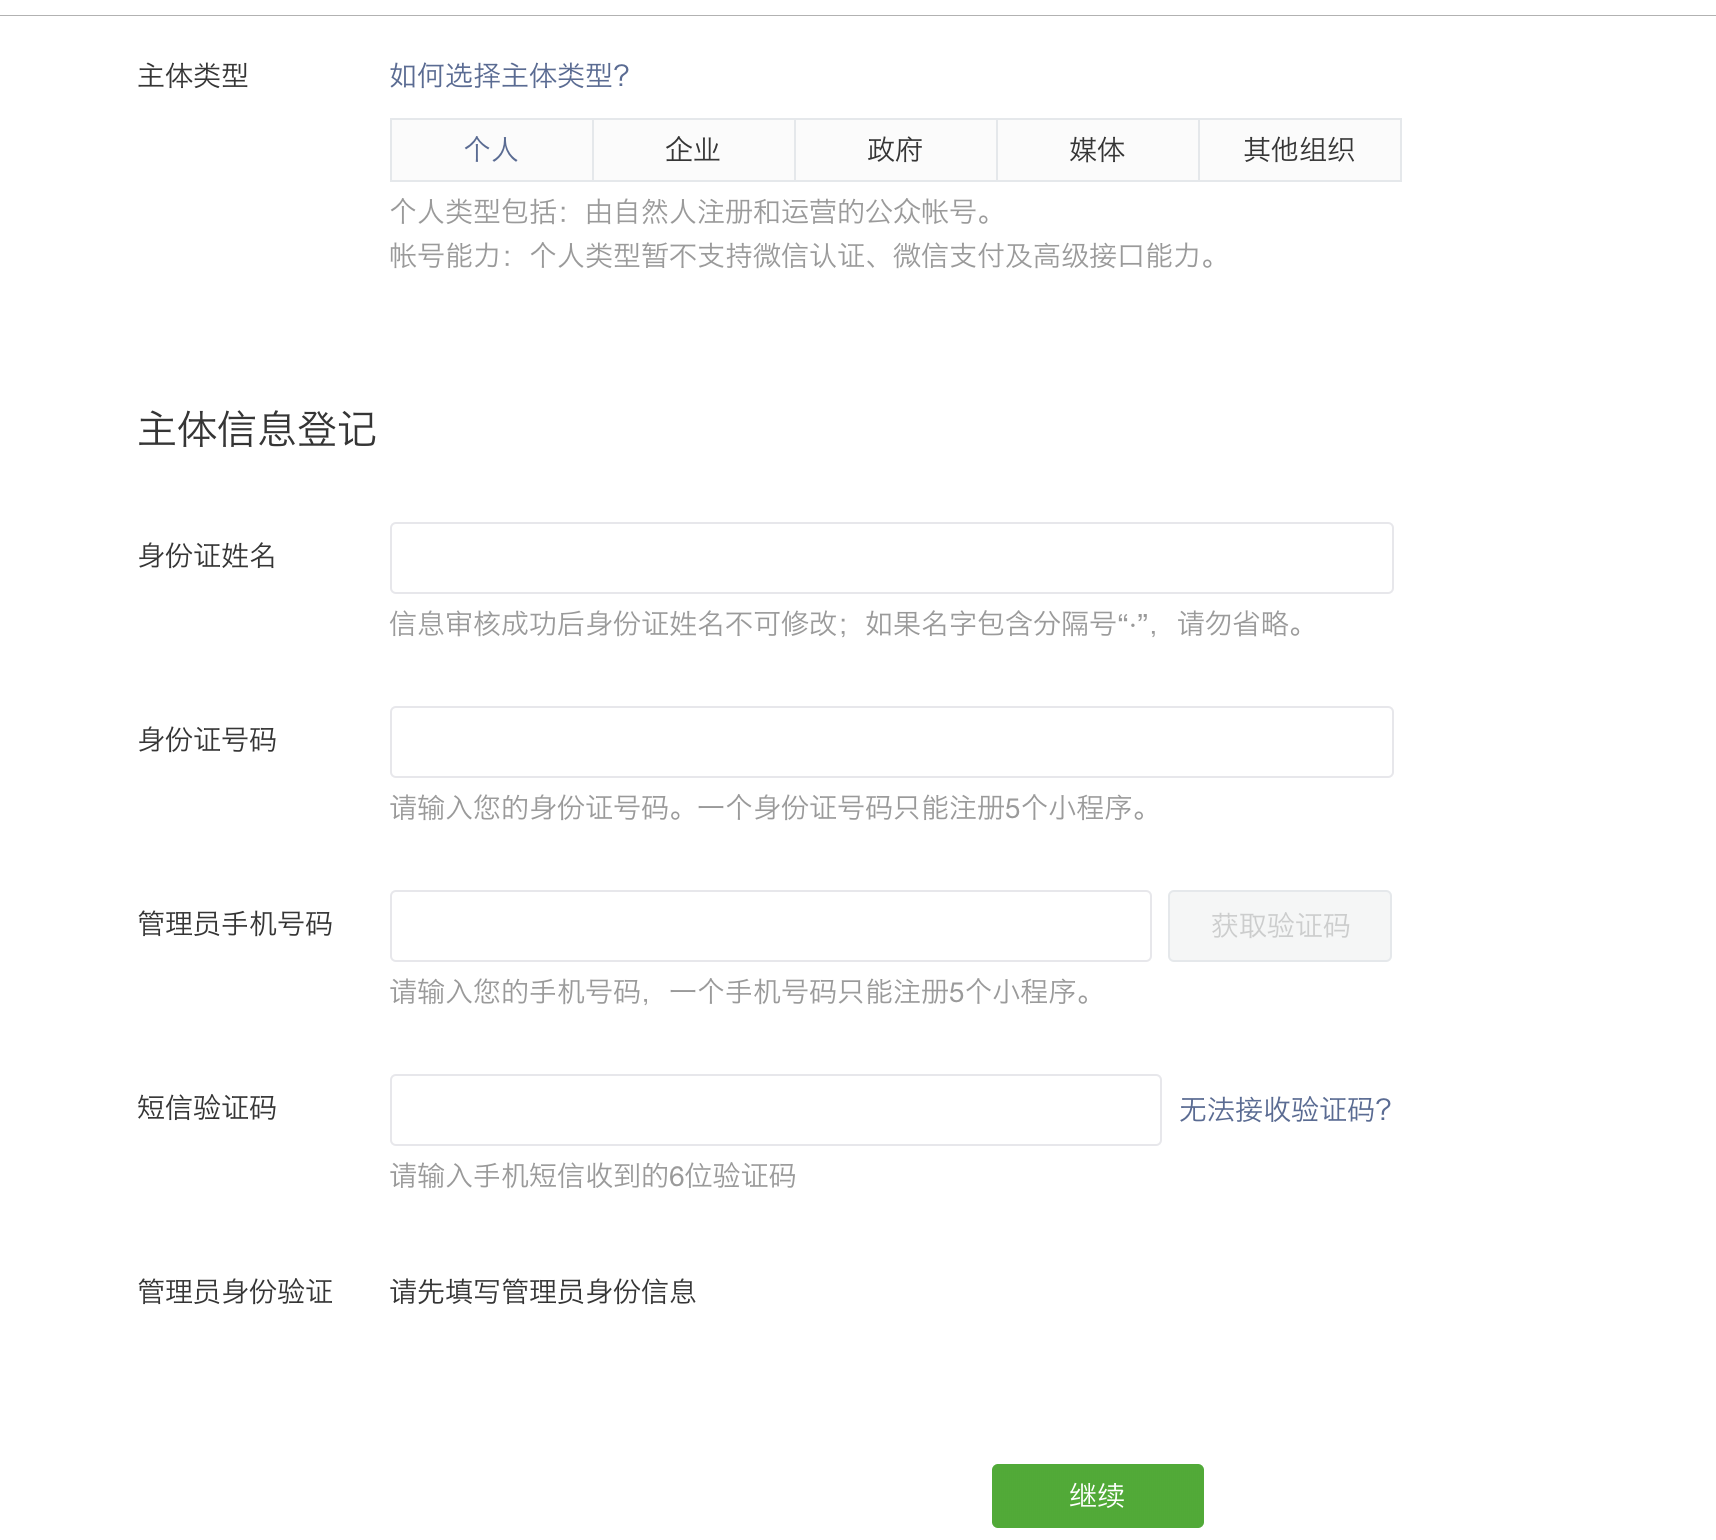 主体类型
如何选择主体类型?
个人 企业 政府 媒体 其他组织
个人类型包括：由自然人注册和运营的公众帐号。
帐号能力：个人类型暂不支持微信认证、微信支付及高级接口能力。
主体信息登记
身份证姓名
信息审核成功后身份证姓名不可修改；如果名字包含分隔号“·”，请勿省略。
身份证号码
请输入您的身份证号码。一个身份证号码只能注册5个小程序。
管理员手机号码
获取验证码
请输入您的手机号码，一个手机号码只能注册5个小程序。
短信验证码
无法接收验证码?
请输入手机短信收到的6位验证码
管理员身份验证
请先填写管理员身份信息
继续